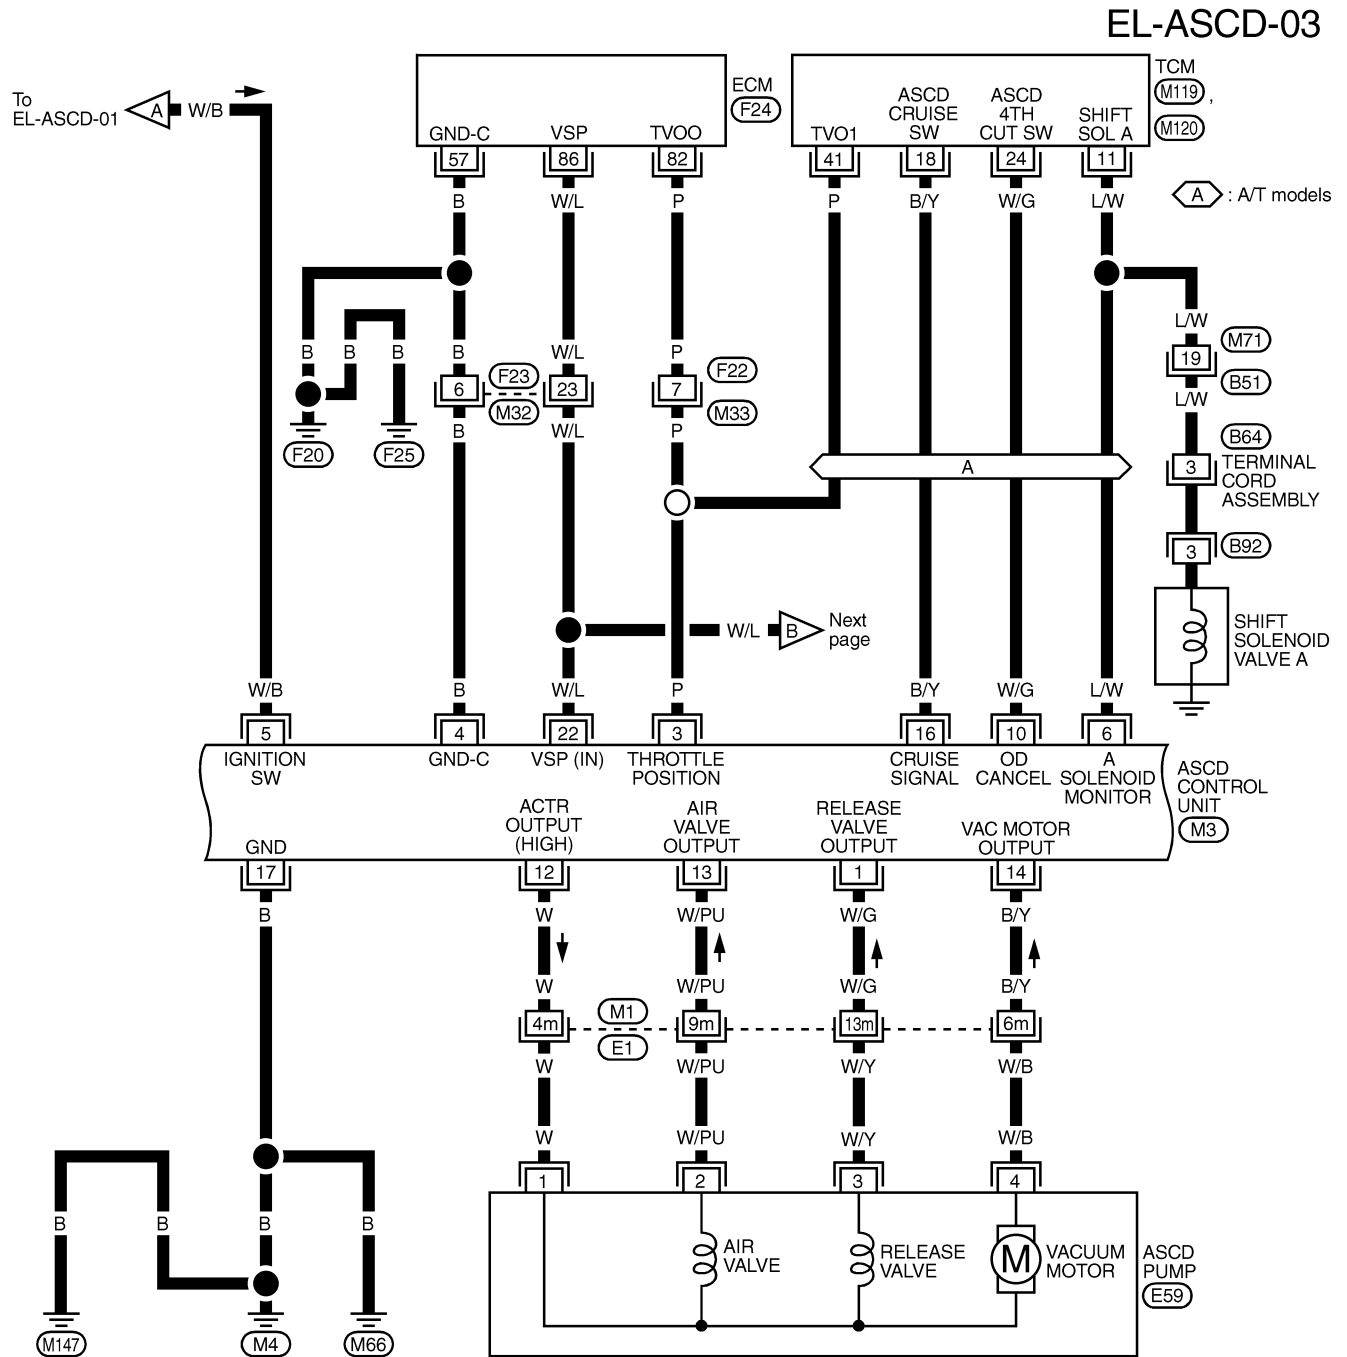 EL-ASCD-03
To
EL-ASCD-01
A
W/B
ECM
F24
GND-C
VSP
TVOO
57
86
82
TCM
M119 ,
M120
TVO1
ASCD
CRUISE
SW
ASCD
4TH
CUT SW
SHIFT
SOL A
41
18
24
11
A : A/T models
B
W/L
P
P
B/Y
W/G
L/W
L/W
B
B
B
B
W/L
P
M71
19
B51
L/W
6
F23
M32
23
7
F22
M33
B
W/L
P
F20
F25
A
B64
3
TERMINAL
CORD
ASSEMBLY
3
B92
W/L
B
Next
page
SHIFT
SOLENOID
VALVE A
W/B
B
W/L
P
B/Y
W/G
L/W
5
4
22
3
16
10
6
IGNITION
SW
GND-C
VSP (IN)
THROTTLE
POSITION
CRUISE
SIGNAL
OD
CANCEL
A
SOLENOID
MONITOR
ASCD
CONTROL
UNIT
M3
GND
ACTR
OUTPUT
(HIGH)
AIR
VALVE
OUTPUT
RELEASE
VALVE
OUTPUT
VAC MOTOR
OUTPUT
17
12
13
1
14
B
W
W/PU
W/G
B/Y
W
W/PU
W/G
B/Y
4m
M1
E1
9m
13m
6m
W
W/PU
W/Y
W/B
W
W/PU
W/Y
W/B
1
2
3
4
B
B
B
B
AIR
VALVE
RELEASE
VALVE
M
VACUUM
MOTOR
ASCD
PUMP
E59
M147
M4
M66